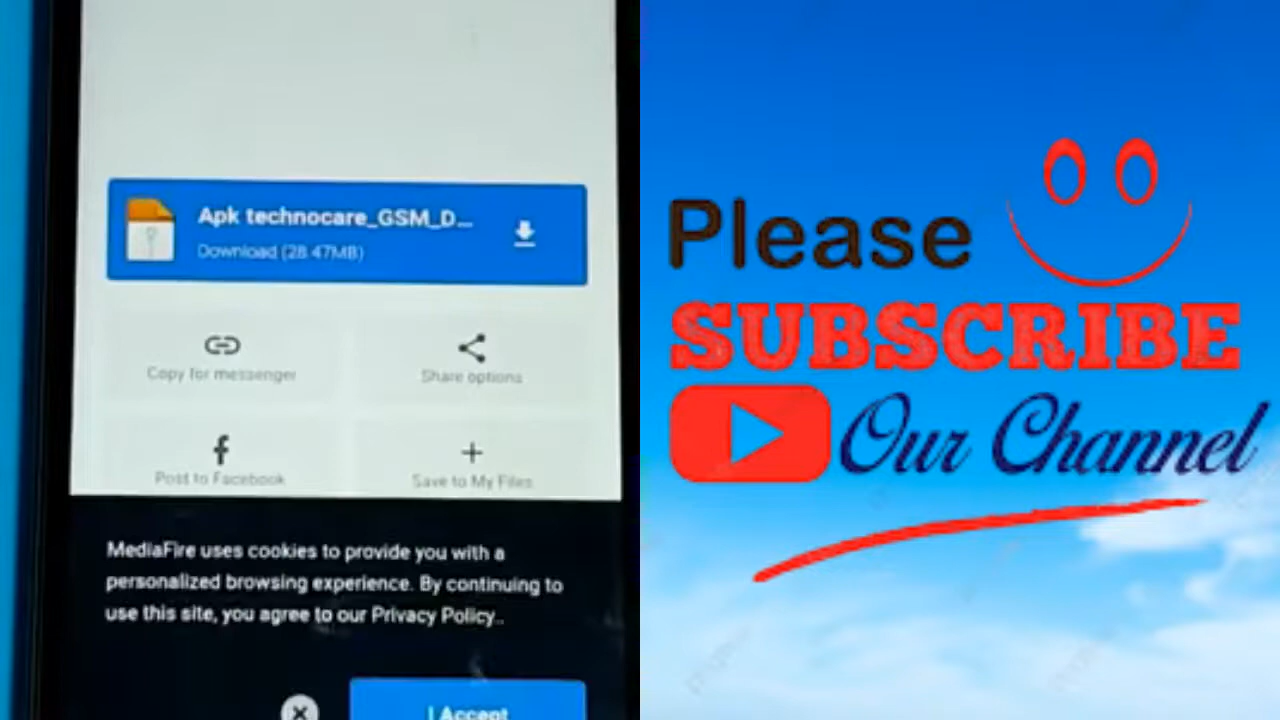 Apk technocare_GSM_D...
Download (28.47MB)
Copy for messenger
Share options
Post to Facebook
Save to My Files
MediaFire uses cookies to provide you with a
personalized browsing experience. By continuing to
use this site, you agree to our Privacy Policy..
I Accept
Please
SUBSCRIBE
Our Channel